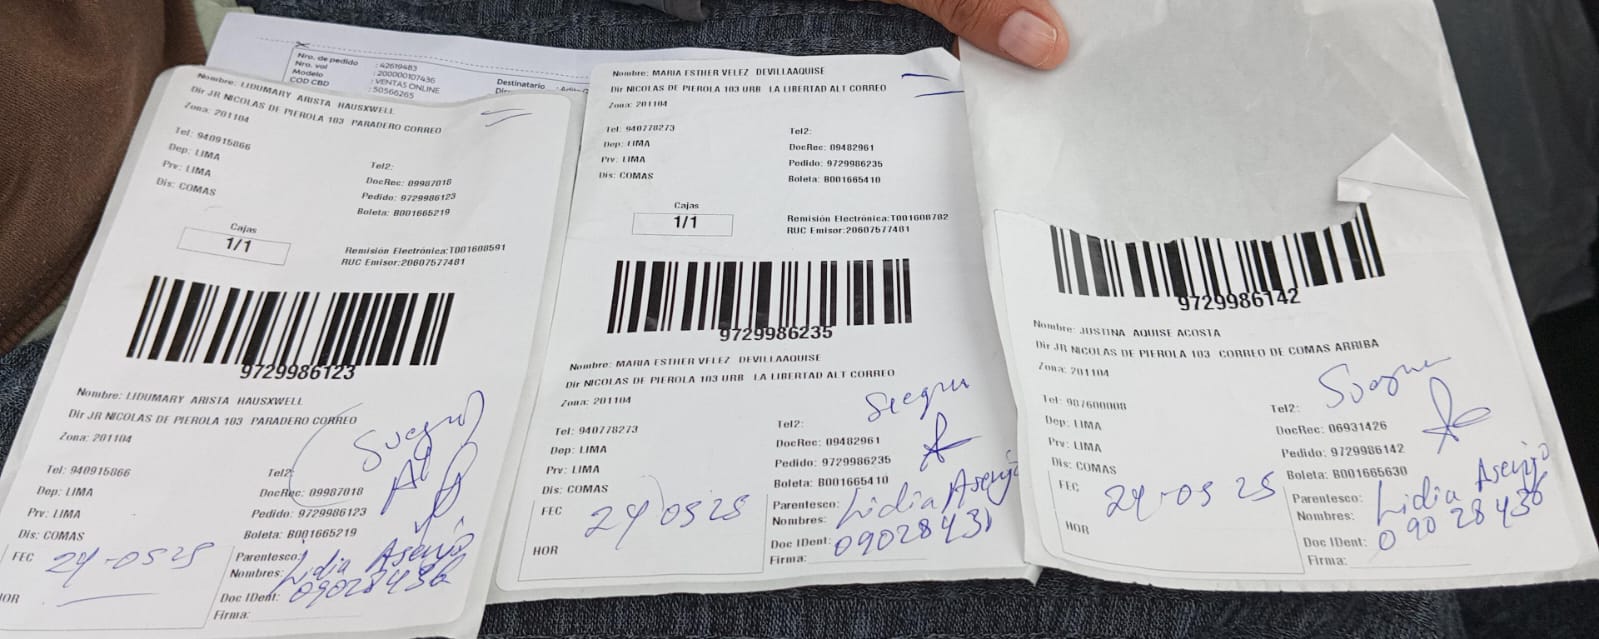 Nro. de pedido : 42619483
Nro. vol : 200000107436
Modelo : VENTAS ONLINE
COD CBD : 50566265
Destinatario
Nombre: LIDUMARY ARISTA HAUSXWELL
Dir JR NICOLAS DE PIEROLA 103 PARADERO CORREO
Zona: 201104
Tel: 940915866
Dep: LIMA
Tel2:
Prv: LIMA
DocRec: 09987018
Dis: COMAS
Pedido: 9729986123
Boleta: B001665219
Cajas
1/1
Remisión Electrónica:T001608591
RUC Emisor:20607577481
9729986123
Nombre: LIDUMARY ARISTA HAUSXWELL
Dir JR NICOLAS DE PIEROLA 103 PARADERO CORREO
Zona: 201104
Suegra
Tel: 940915866
Tel2:
Dep: LIMA
DocRec: 09987018
Prv: LIMA
Pedido: 9729986123
Dis: COMAS
Boleta: B001665219
FEC 24-05 25
Parentesco:
Nombres: Lidia Asenjo
HOR
Doc IDent: 09028436
Firma:
Nombre: MARIA ESTHER VELEZ DEVILLAAQUISE
Dir NICOLAS DE PIEROLA 103 URB LA LIBERTAD ALT CORREO
Zona: 201104
Tel: 940778273
Tel2:
Dep: LIMA
DocRec: 09482961
Prv: LIMA
Pedido: 9729986235
Dis: COMAS
Boleta: B001665410
Cajas
1/1
Remisión Electrónica:T001608782
RUC Emisor:20607577481
9729986235
Nombre: MARIA ESTHER VELEZ DEVILLAAQUISE
Dir NICOLAS DE PIEROLA 103 URB LA LIBERTAD ALT CORREO
Zona: 201104
Suegra
Tel: 940778273
Tel2:
Dep: LIMA
DocRec: 09482961
Prv: LIMA
Pedido: 9729986235
Dis: COMAS
Boleta: B001665410
FEC 24 05 25
Parentesco:
Nombres: Lidia Asenjo
HOR
Doc IDent: 09028431
Firma:
9729986142
Nombre: JUSTINA AQUISE ACOSTA
Dir JR NICOLAS DE PIEROLA 103 CORREO DE COMAS ARRIBA
Zona: 201104
Suegra
Tel: 987600008
Tel2:
Dep: LIMA
DocRec: 06931426
Prv: LIMA
Pedido: 9729986142
Dis: COMAS
Boleta: B001665630
FEC 24-05 25
Parentesco:
Nombres: Lidia Asenjo
HOR
Doc IDent: 09028436
Firma: